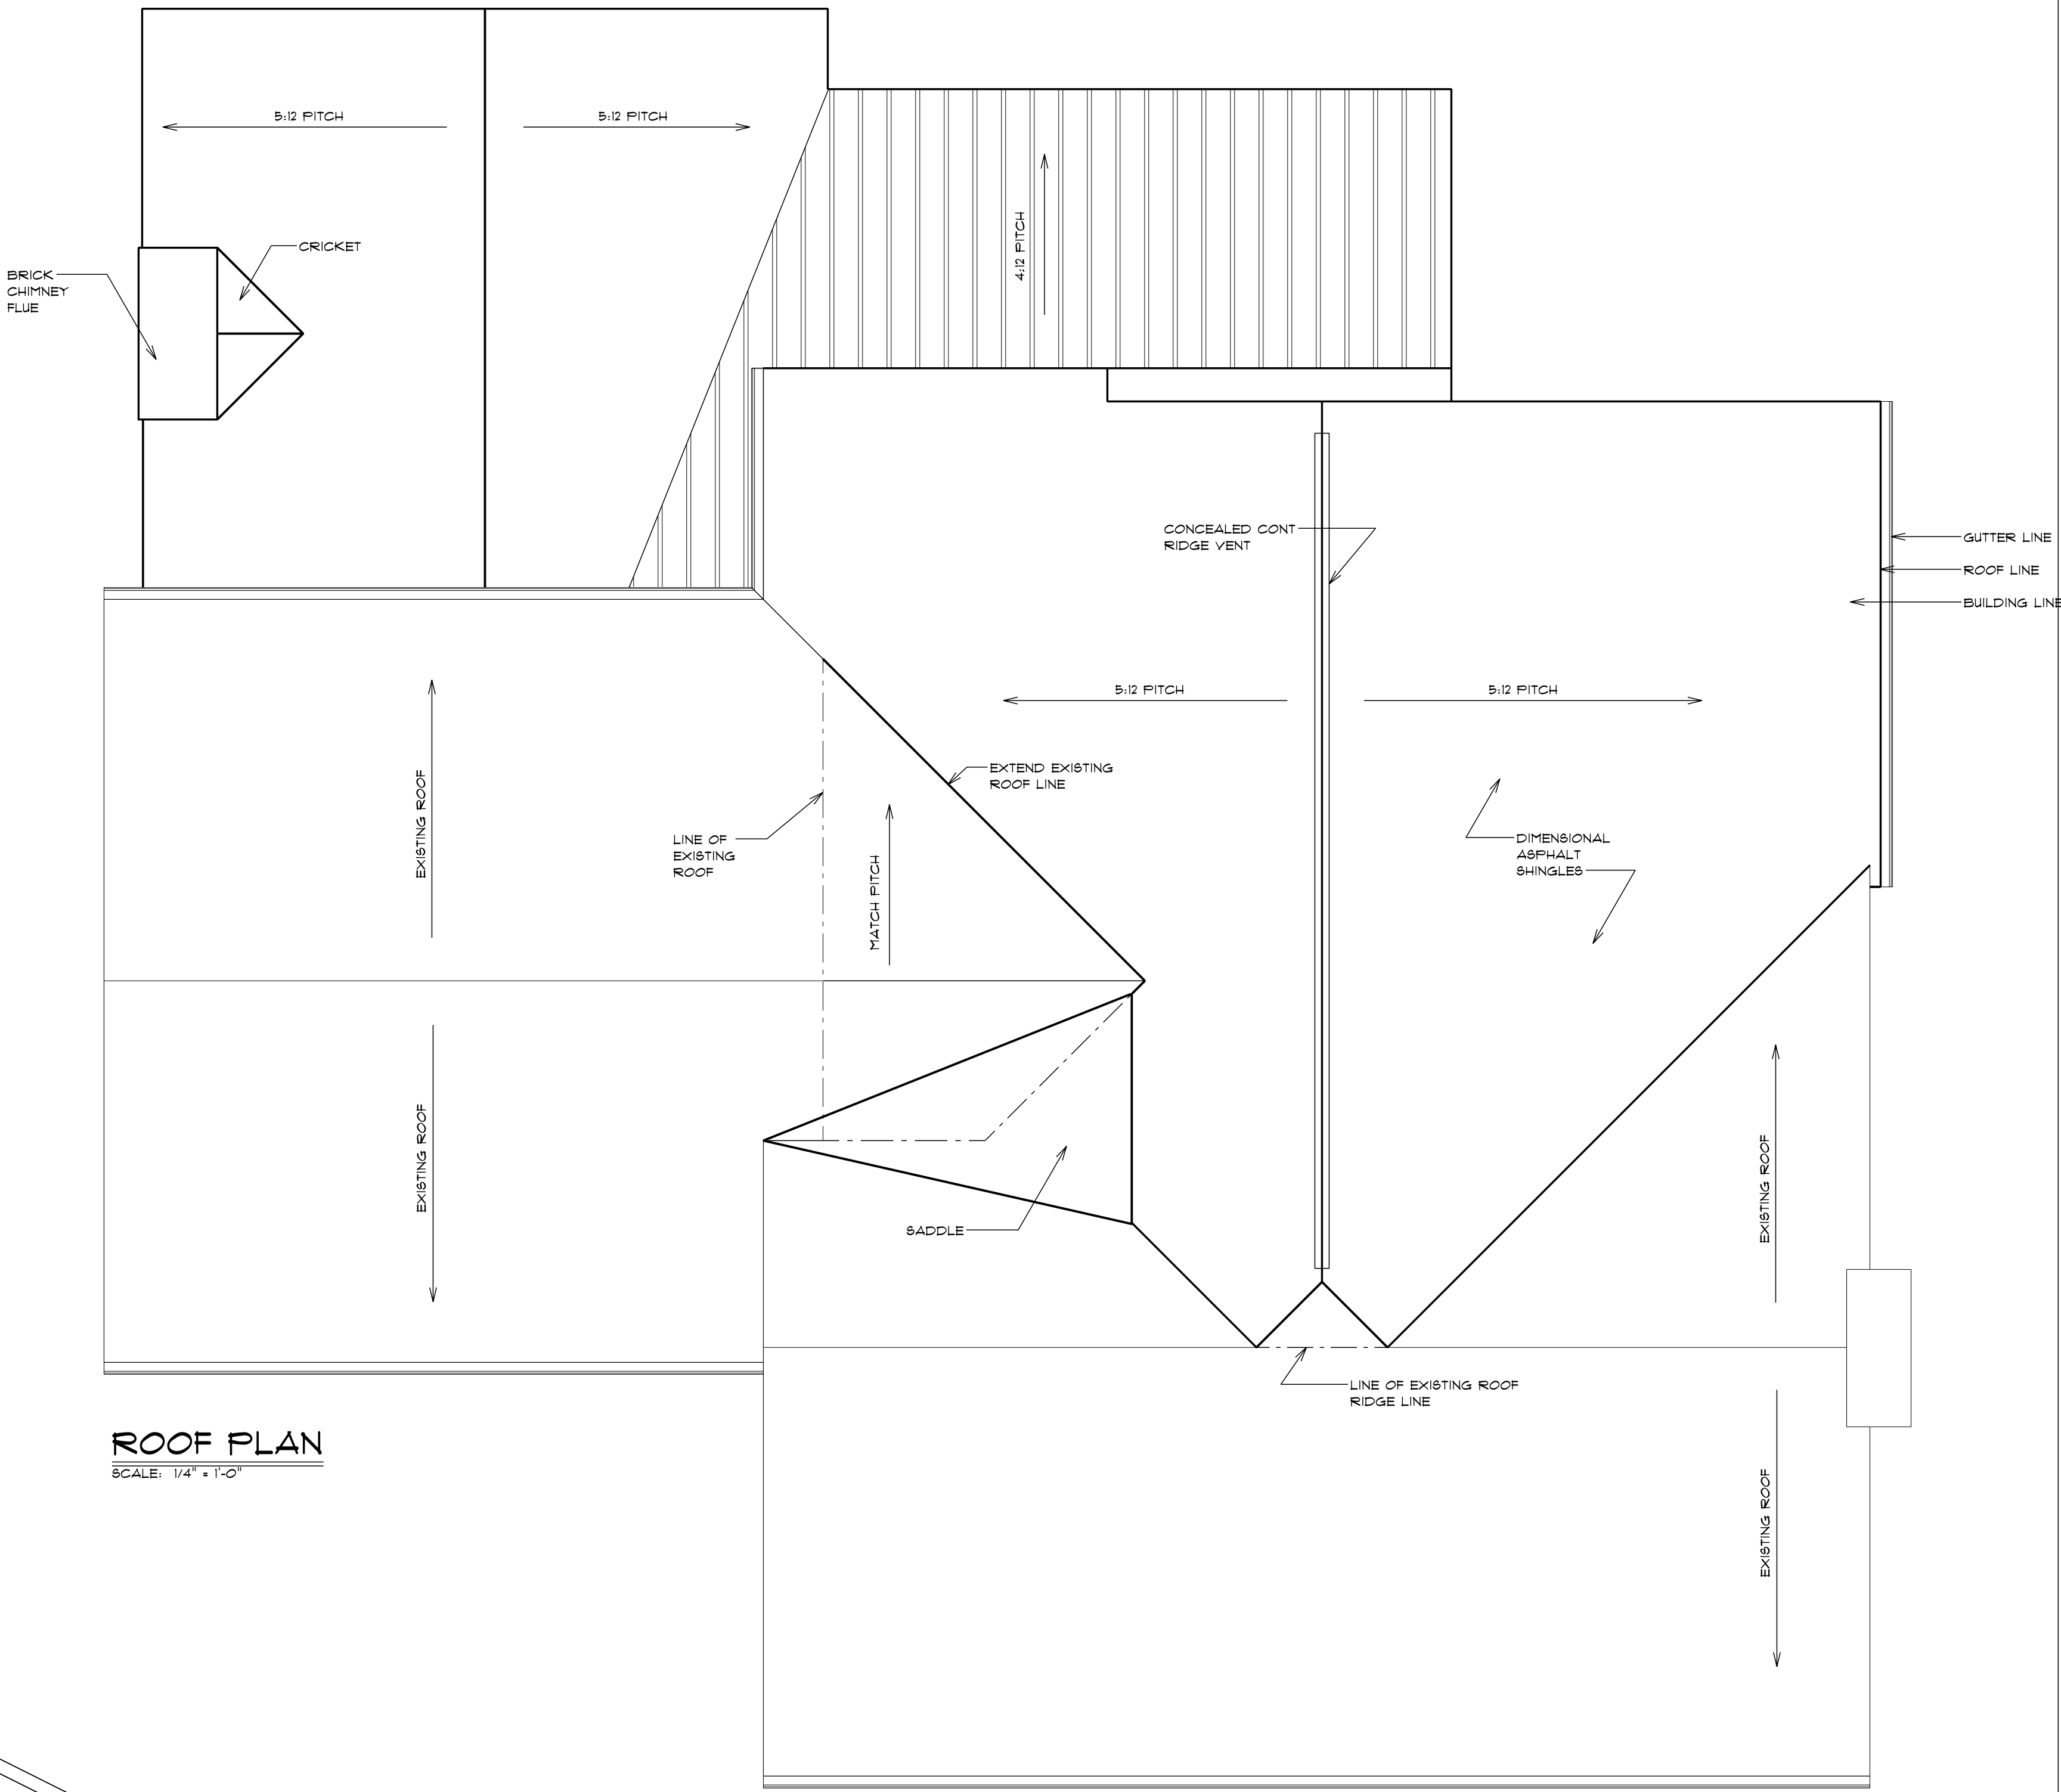 5:12 PITCH
5:12 PITCH
4:12 PITCH
CRICKET
BRICK
CHIMNEY
FLUE
CONCEALED CONT
RIDGE VENT
GUTTER LINE
ROOF LINE
BUILDING LINE
5:12 PITCH
5:12 PITCH
EXISTING ROOF
EXTEND EXISTING
ROOF LINE
LINE OF
EXISTING
ROOF
MATCH PITCH
DIMENSIONAL
ASPHALT
SHINGLES
EXISTING ROOF
EXISTING ROOF
SADDLE
LINE OF EXISTING ROOF
RIDGE LINE
EXISTING ROOF
ROOF PLAN
SCALE: 1/4" = 1'-0"